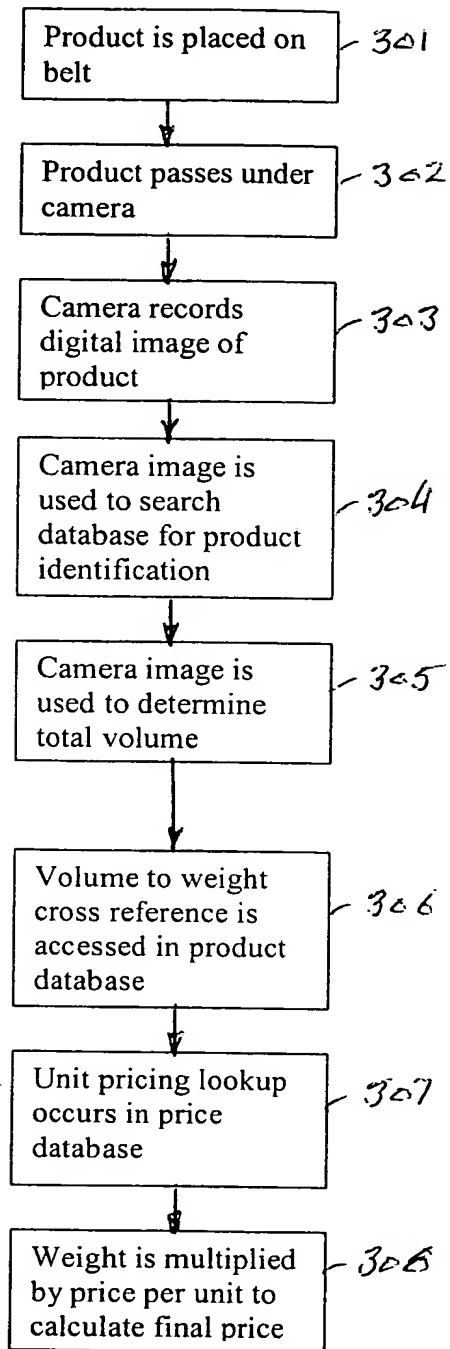 Product is placed on
belt
301
Product passes under
camera
302
Camera records
digital image of
product
303
Camera image is
used to search
database for product
identification
304
Camera image is
used to determine
total volume
305
Volume to weight
cross reference is
accessed in product
database
306
Unit pricing lookup
occurs in price
database
307
Weight is multiplied
by price per unit to
calculate final price
308